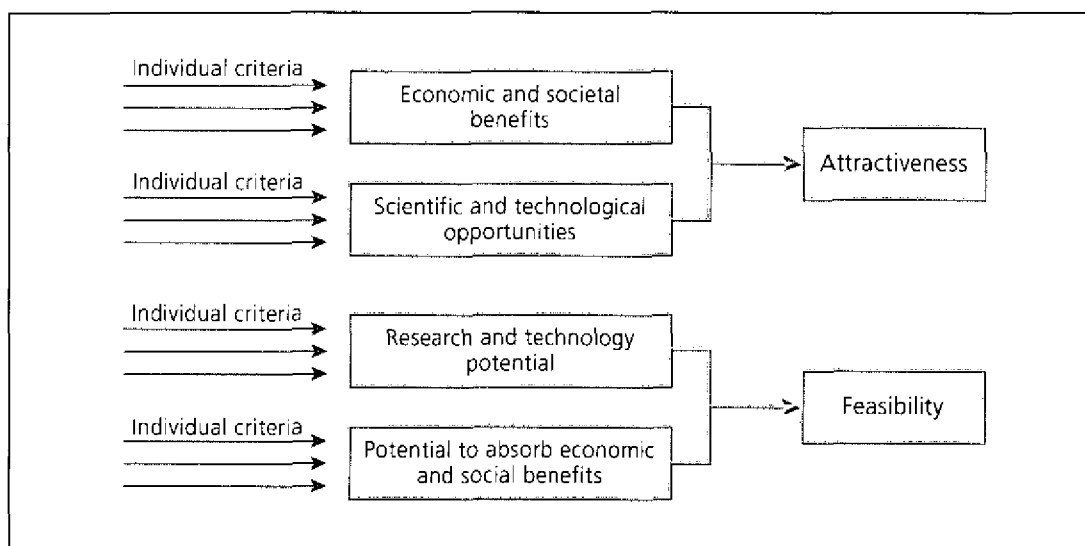 Individual criteria
Economic and societal
benefits
Individual criteria
Scientific and technological
opportunities
Attractiveness
Individual criteria
Research and technology
potential
Individual criteria
Potential to absorb economic
and social benefits
Feasibility